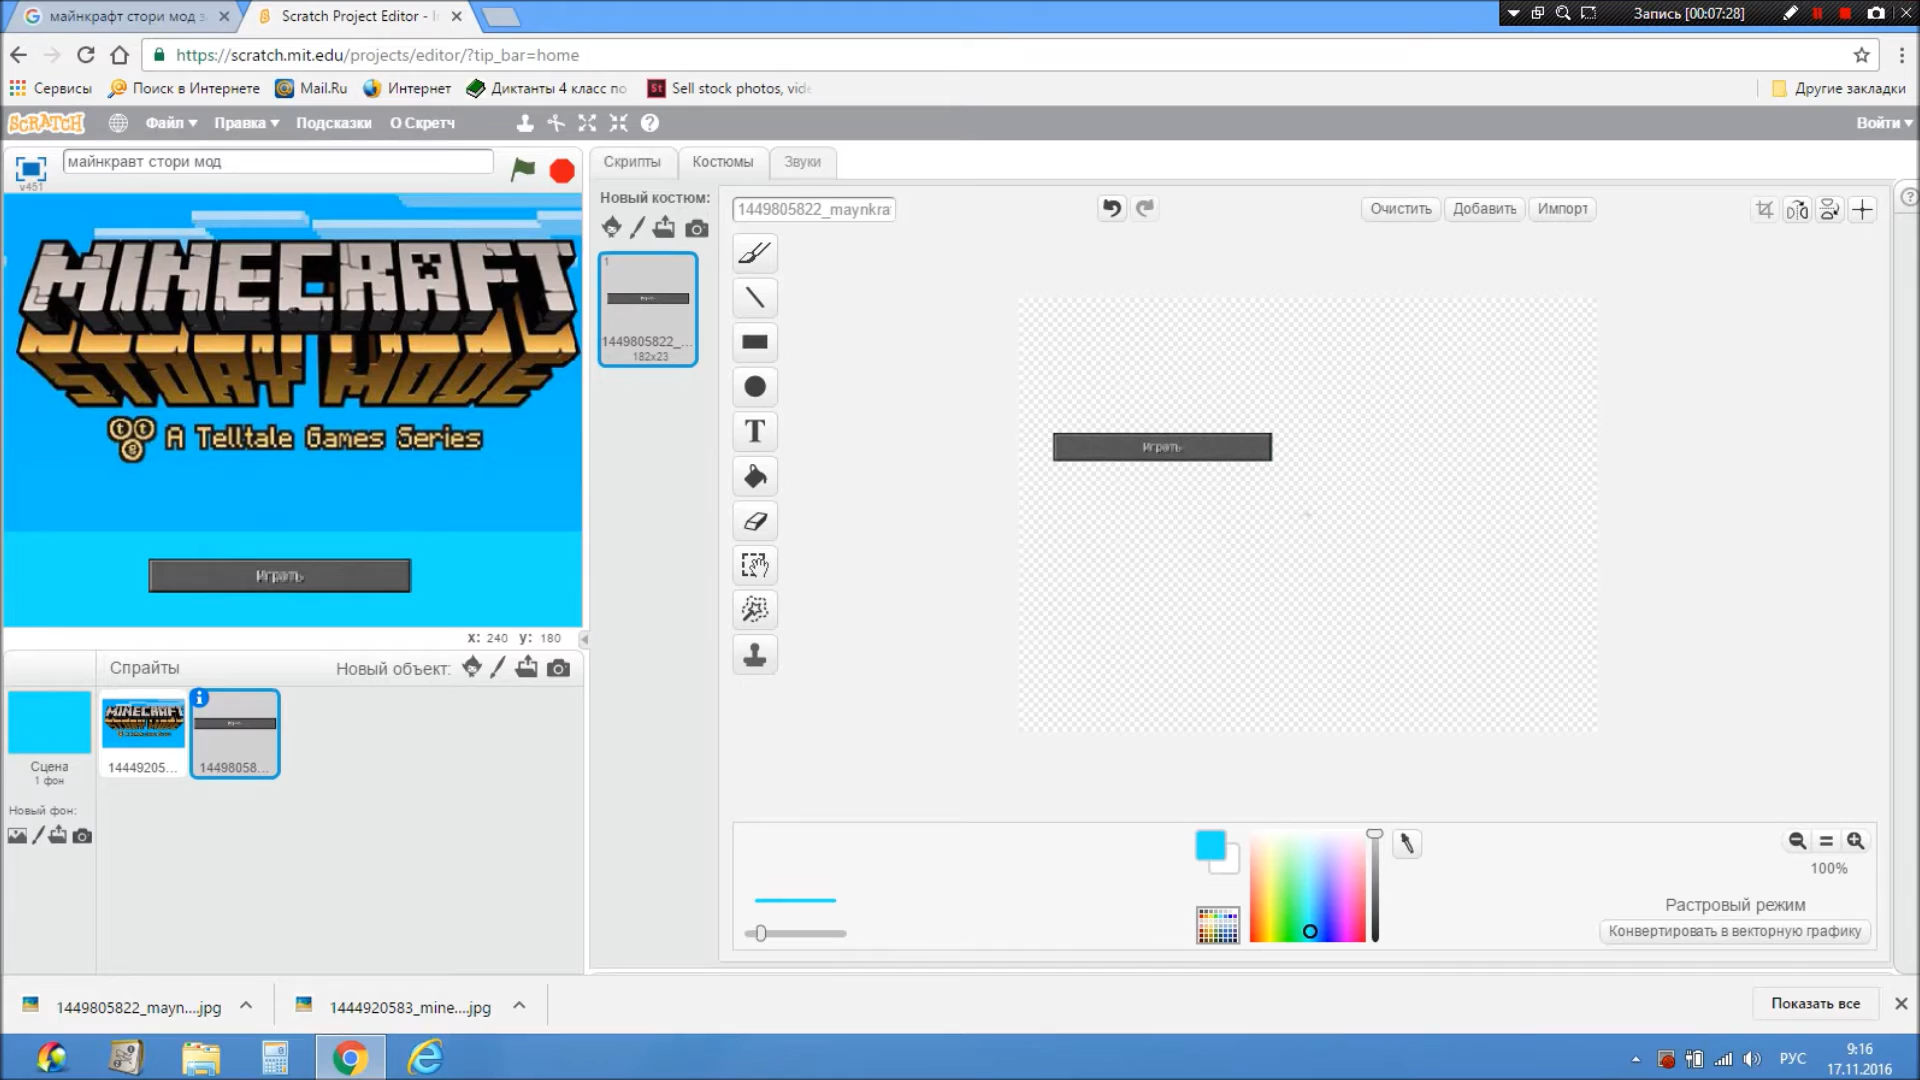 майнкрафт стори мод з
Scratch Project Editor - I
Запись [00:07:28]
https://scratch.mit.edu/projects/editor/?tip_bar=home
Сервисы
Поиск в Интернете
Mail.Ru
Интернет
Диктанты 4 класс по
St
Sell stock photos, vide
Другие закладки
SCRATCH
Файл
Правка
Подсказки
О Скретч
Войти
v451
майнкравт стори мод
Скрипты
Костюмы
Звуки
Новый костюм:
1449805822_maynkra
Очистить
Добавить
Импорт
1
1449805822_...
182x23
T
MINECRAFT
STORY MODE
A Telltale Games Series
Играть
Играть
x: 240 y: 180
Спрайты
Новый объект:
Сцена
1 фон
14449205...
14498058...
Новый фон:
100%
Растровый режим
Конвертировать в векторную графику
1449805822_mayn....jpg
1444920583_mine....jpg
Показать все
РУС
9:16
17.11.2016